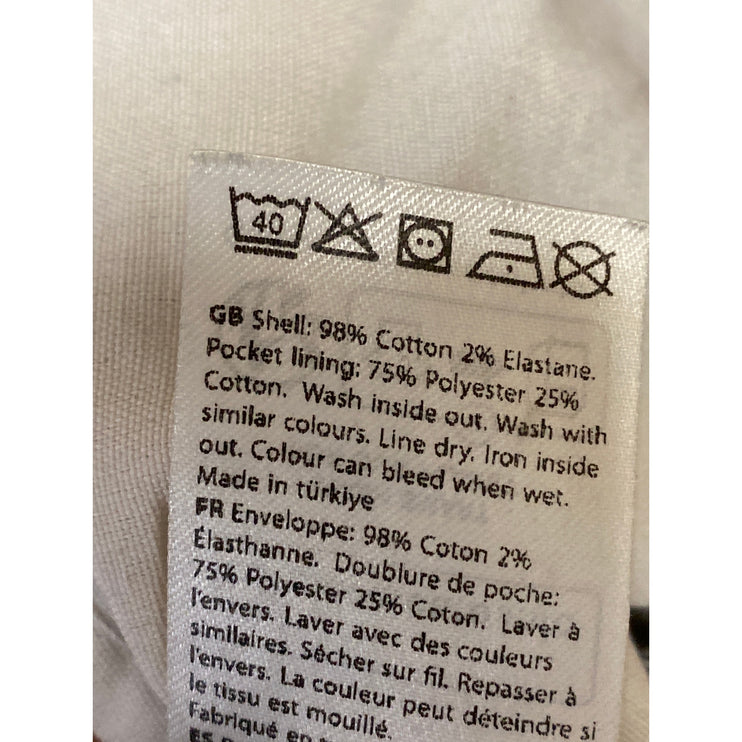 40
GB Shell: 98% Cotton 2% Elastane.
Pocket lining: 75% Polyester 25%
Cotton. Wash inside out. Wash with
similar colours. Line dry. Iron inside
out. Colour can bleed when wet.
Made in türkiye
FR Enveloppe: 98% Coton 2%
Élasthanne. Doublure de poche:
75% Polyester 25% Coton. Laver à
l'envers. Laver avec des couleurs
similaires. Sécher sur fil. Repasser à
l'envers. La couleur peut déteindre si
le tissu est mouillé.
Fabriqué en
ES